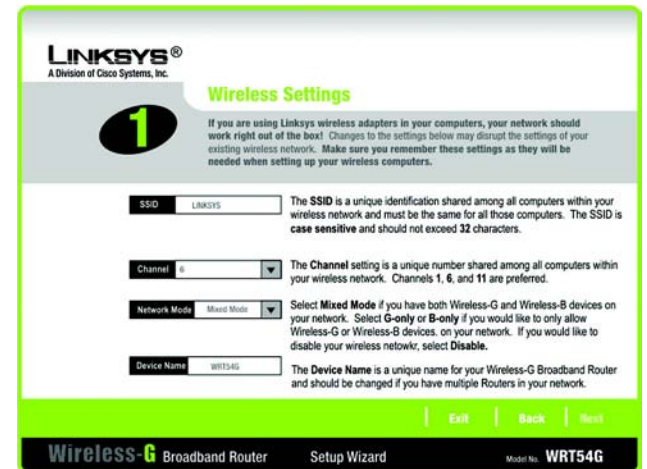 LINKSYS®
A Division of Cisco Systems, Inc.
Wireless Settings
1
If you are using Linksys wireless adapters in your computers, your network should
work right out of the box! Changes to the settings below may disrupt the settings of your
existing wireless network. Make sure you remember these settings as they will be
needed when setting up your wireless computers.
SSID LINKSYS
The SSID is a unique identification shared among all computers within your
wireless network and must be the same for all those computers. The SSID is
case sensitive and should not exceed 32 characters.
Channel 6
The Channel setting is a unique number shared among all computers within
your wireless network. Channels 1, 6, and 11 are preferred.
Network Mode Mixed Mode
Select Mixed Mode if you have both Wireless-G and Wireless-B devices on
your network. Select G-only or B-only if you would like to only allow
Wireless-G or Wireless-B devices. on your network. If you would like to
disable your wireless netowkr, select Disable.
Device Name WRT54G
The Device Name is a unique name for your Wireless-G Broadband Router
and should be changed if you have multiple Routers in your network.
Exit Back Next
Wireless-G Broadband Router Setup Wizard Model No. WRT54G